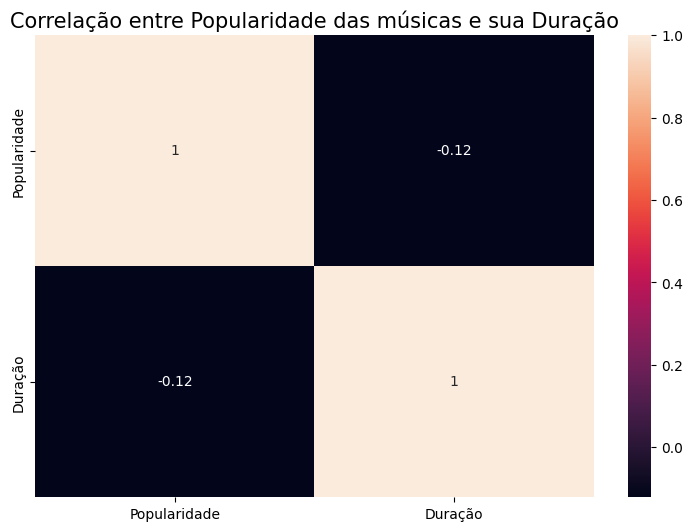 Correlação entre Popularidade das músicas e sua Duração
Popularidade
1
-0.12
Duração
-0.12
1
Popularidade
Duração
1.0
0.8
0.6
0.4
0.2
0.0